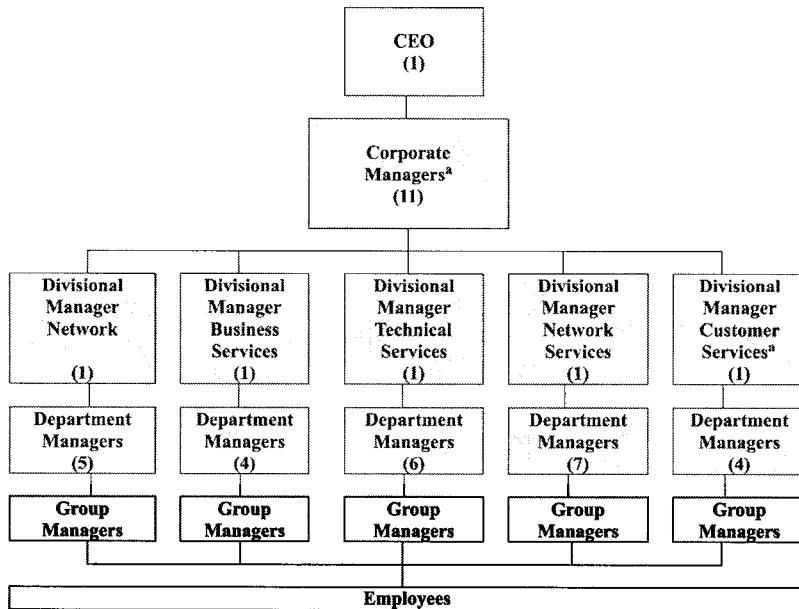 CEO
(1)
Corporate
Managersᵃ
(11)
Divisional
Manager
Network
(1)
Divisional
Manager
Business
Services
(1)
Divisional
Manager
Technical
Services
(1)
Divisional
Manager
Network
Services
(1)
Divisional
Manager
Customer
Servicesᵃ
(1)
Department
Managers
(5)
Department
Managers
(4)
Department
Managers
(6)
Department
Managers
(7)
Department
Managers
(4)
Group
Managers
Group
Managers
Group
Managers
Group
Managers
Group
Managers
Employees